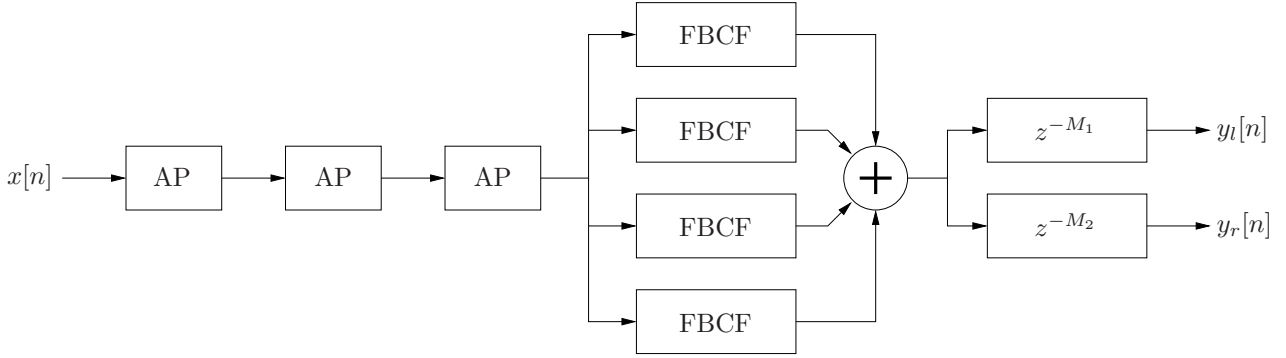 FBCF
FBCF
z^{-M_1}
y_l[n]
x[n]
AP
AP
AP
+
FBCF
z^{-M_2}
y_r[n]
FBCF